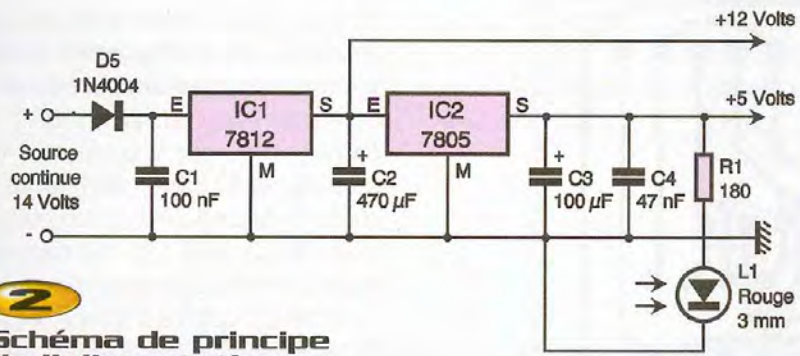 +12 Volts
D5
1N4004
E
IC1
7812
S
E
IC2
7805
S
+5 Volts
+
Source
continue
14 Volts
-
C1
100 nF
M
+
C2
470 µF
M
+
C3
100 µF
C4
47 nF
R1
180
L1
Rouge
3 mm
2
Schéma de principe